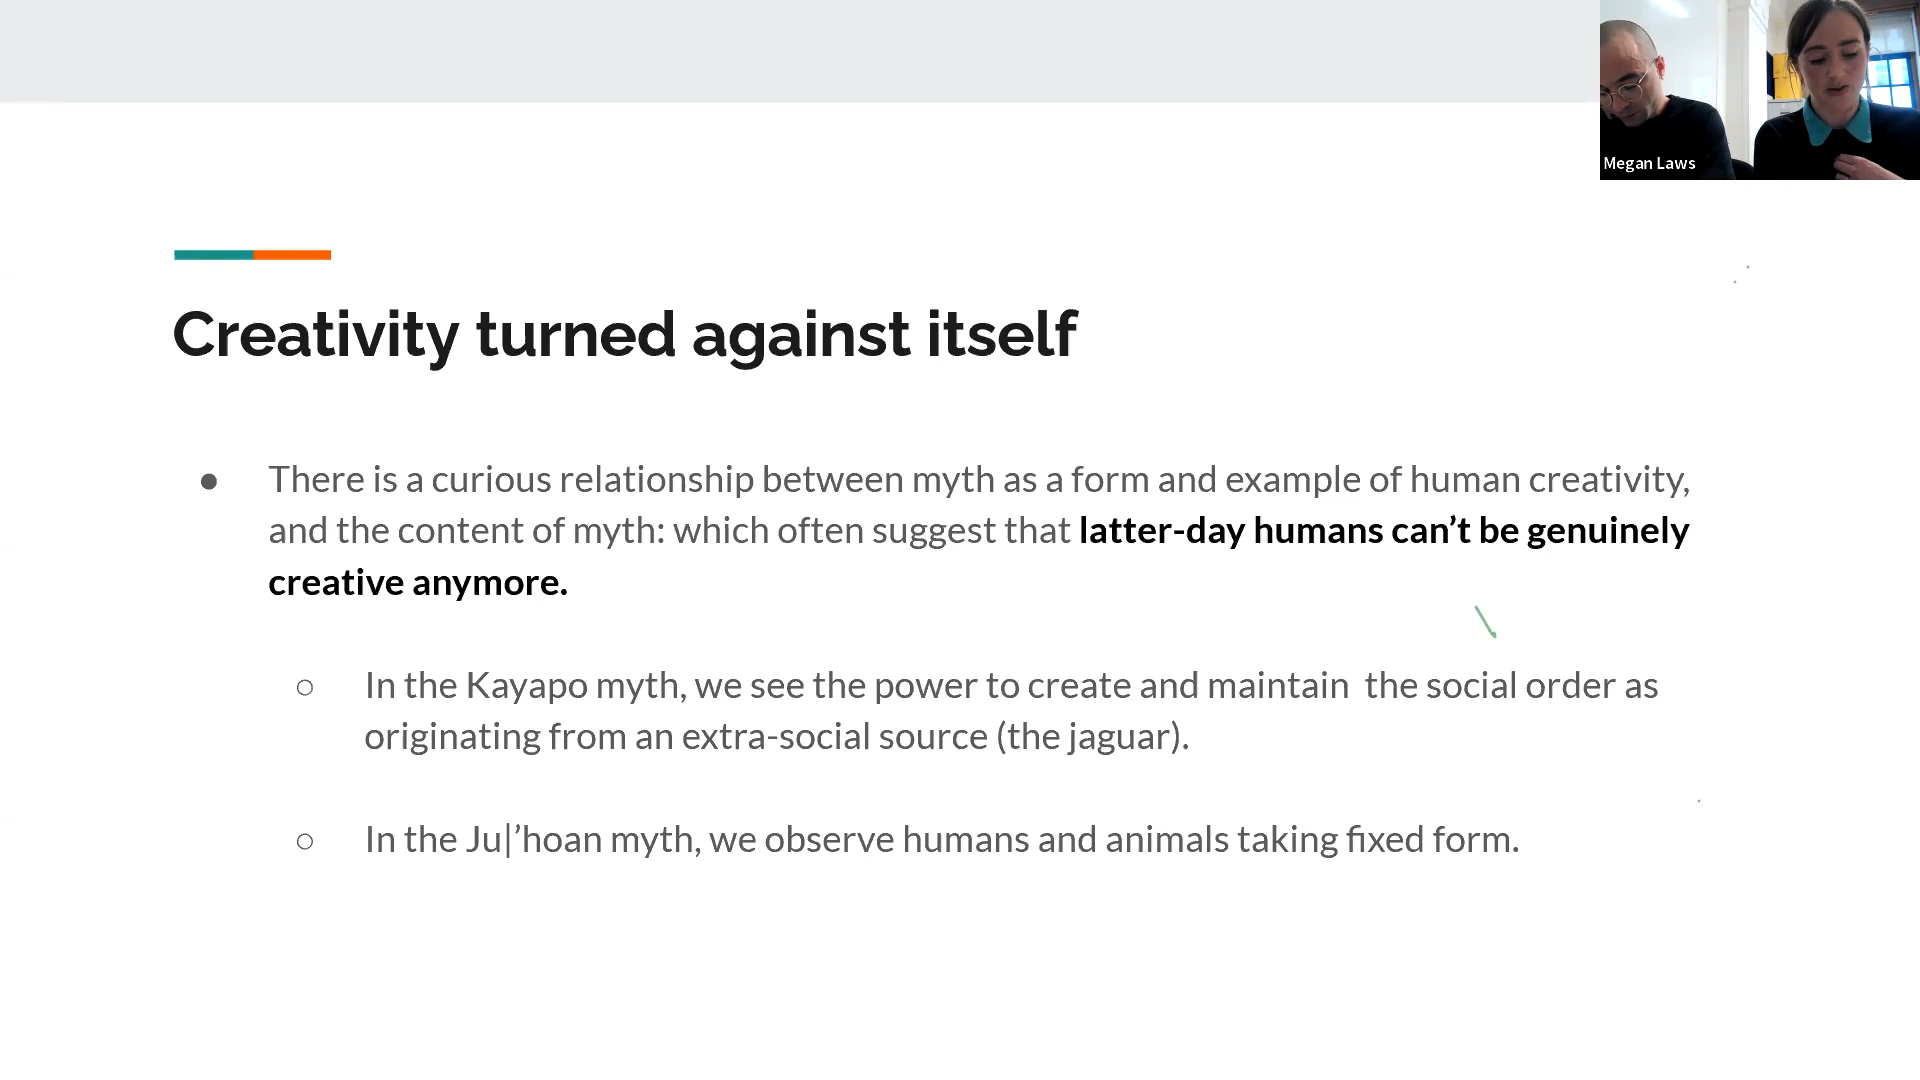 Megan Laws
Creativity turned against itself
● There is a curious relationship between myth as a form and example of human creativity,
and the content of myth: which often suggest that latter-day humans can’t be genuinely
creative anymore.
○ In the Kayapo myth, we see the power to create and maintain  the social order as
originating from an extra-social source (the jaguar).
○ In the Ju|’hoan myth, we observe humans and animals taking fixed form.